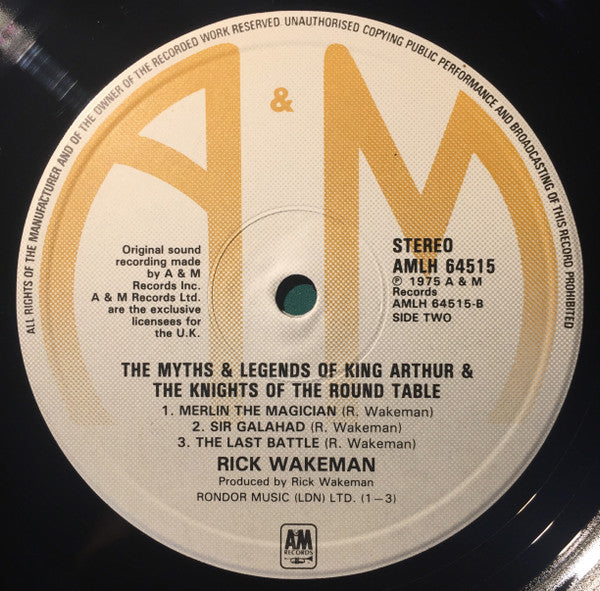 ALL RIGHTS OF THE MANUFACTURER AND OF THE OWNER OF THE RECORDED WORK RESERVED. UNAUTHORISED COPYING PUBLIC PERFORMANCE AND BROADCASTING OF THIS RECORD PROHIBITED
A & M
Original sound
recording made
by A & M
Records Inc.
A & M Records Ltd.
are the exclusive
licensees for
the U.K.
STEREO
AMLH 64515
℗ 1975 A & M
Records
AMLH 64515-B
SIDE TWO
THE MYTHS & LEGENDS OF KING ARTHUR &
THE KNIGHTS OF THE ROUND TABLE
1. MERLIN THE MAGICIAN (R. Wakeman)
2. SIR GALAHAD (R. Wakeman)
3. THE LAST BATTLE (R. Wakeman)
RICK WAKEMAN
Produced by Rick Wakeman
RONDOR MUSIC (LDN) LTD. (1–3)
AM
RECORDS